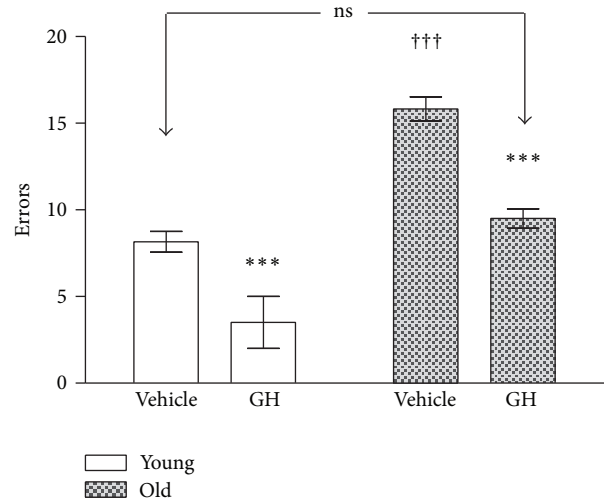 ns
20
†††
15
***
10
***
5
0
Errors
Vehicle GH Vehicle GH
Young
Old